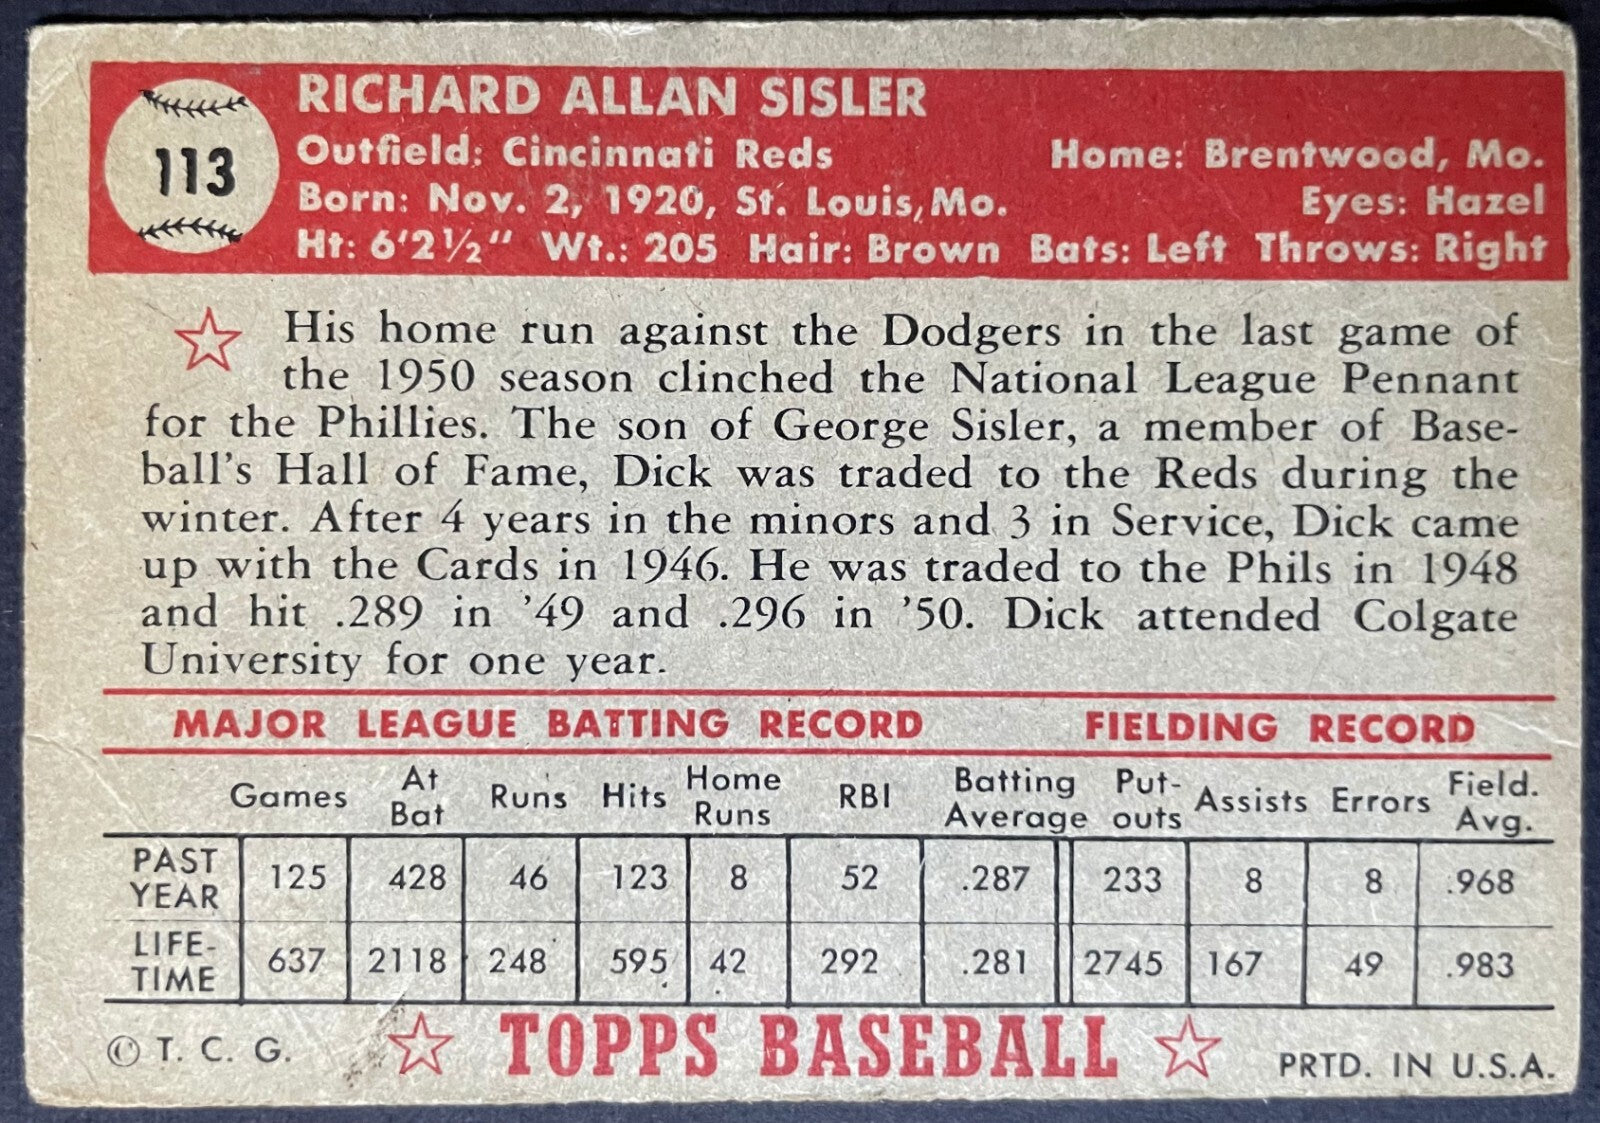 113
RICHARD ALLAN SISLER
Outfield: Cincinnati Reds Home: Brentwood, Mo.
Born: Nov. 2, 1920, St. Louis, Mo. Eyes: Hazel
Ht: 6'2½" Wt.: 205 Hair: Brown Bats: Left Throws: Right
His home run against the Dodgers in the last game of
the 1950 season clinched the National League Pennant
for the Phillies. The son of George Sisler, a member of Base-
ball's Hall of Fame, Dick was traded to the Reds during the
winter. After 4 years in the minors and 3 in Service, Dick came
up with the Cards in 1946. He was traded to the Phils in 1948
and hit .289 in '49 and .296 in '50. Dick attended Colgate
University for one year.
MAJOR LEAGUE BATTING RECORD FIELDING RECORD
Games At Bat Runs Hits Home Runs RBI Batting Average Put-outs Assists Errors Field. Avg.
PAST YEAR 125 428 46 123 8 52 .287 233 8 8 .968
LIFE-TIME 637 2118 248 595 42 292 .281 2745 167 49 .983
© T. C. G. TOPPS BASEBALL PRTD. IN U.S.A.